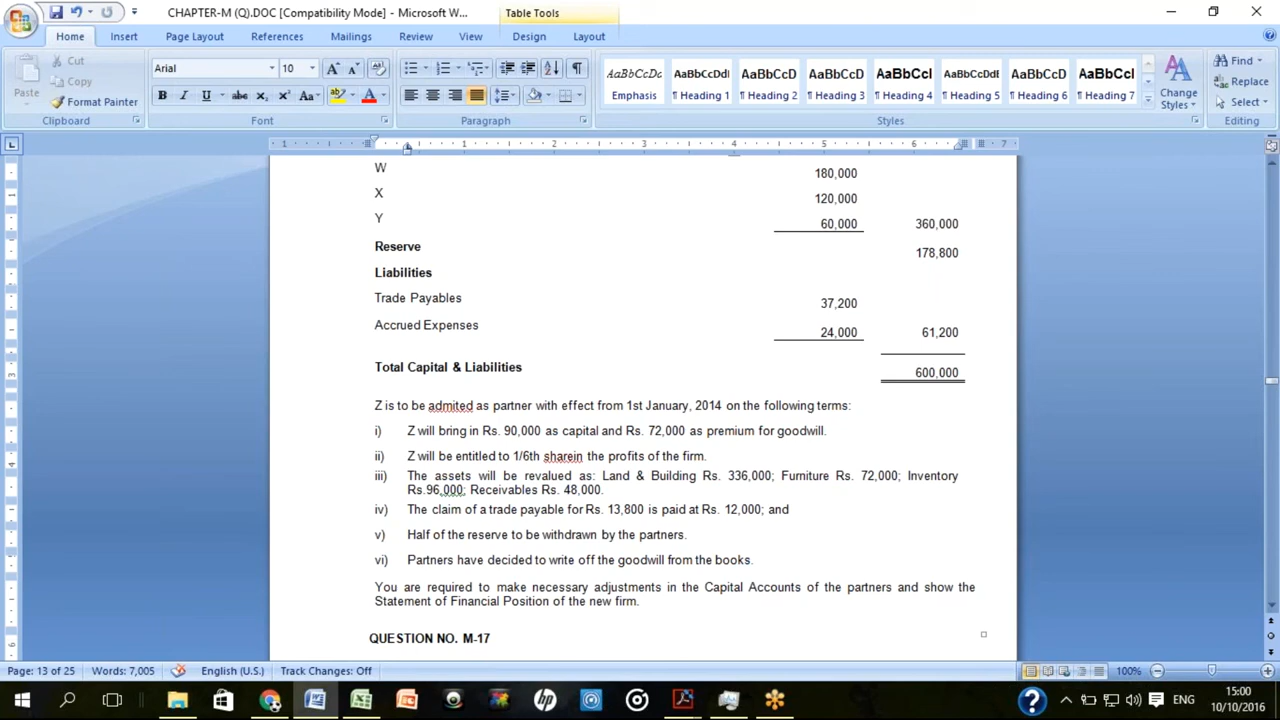 CHAPTER-M (Q).DOC [Compatibility Mode] - Microsoft W...
Table Tools
Home Insert Page Layout References Mailings Review View Design Layout
Paste
Cut
Copy
Format Painter
Clipboard
Arial 10
Font
Paragraph
AaBbCcDc AaBbCcDdI AaBbCcD AaBbCcD AaBbCcI AaBbCcDdE AaBbCcD AaBbCcI
Emphasis ¶ Heading 1 ¶ Heading 2 ¶ Heading 3 ¶ Heading 4 ¶ Heading 5 ¶ Heading 6 ¶ Heading 7
Styles
Change Styles
Find
Replace
Select
Editing
W 180,000
X 120,000
Y 60,000 360,000
Reserve 178,800
Liabilities
Trade Payables 37,200
Accrued Expenses 24,000 61,200
Total Capital & Liabilities 600,000
Z is to be admited as partner with effect from 1st January, 2014 on the following terms:
i) Z will bring in Rs. 90,000 as capital and Rs. 72,000 as premium for goodwill.
ii) Z will be entitled to 1/6th sharein the profits of the firm.
iii) The assets will be revalued as: Land & Building Rs. 336,000; Furniture Rs. 72,000; Inventory
Rs.96,000; Receivables Rs. 48,000.
iv) The claim of a trade payable for Rs. 13,800 is paid at Rs. 12,000; and
v) Half of the reserve to be withdrawn by the partners.
vi) Partners have decided to write off the goodwill from the books.
You are required to make necessary adjustments in the Capital Accounts of the partners and show the
Statement of Financial Position of the new firm.
QUESTION NO. M-17
Page: 13 of 25 Words: 7,005 English (U.S.) Track Changes: Off 100%
ENG
15:00
10/10/2016